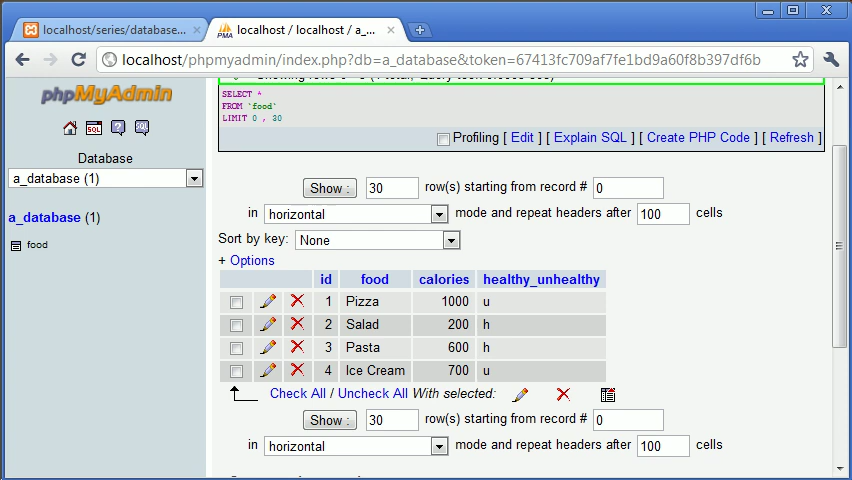 localhost/series/database...
localhost / localhost / a_...
localhost/phpmyadmin/index.php?db=a_database&token=67413fc709af7fe1bd9a60f8b397df6b
phpMyAdmin
SQL
Database
a_database (1)
a_database (1)
food
SELECT *
FROM `food`
LIMIT 0 , 30
Profiling [ Edit ] [ Explain SQL ] [ Create PHP Code ] [ Refresh ]
Show : 30 row(s) starting from record # 0
in horizontal mode and repeat headers after 100 cells
Sort by key: None
+ Options
id food calories healthy_unhealthy
1 Pizza 1000 u
2 Salad 200 h
3 Pasta 600 h
4 Ice Cream 700 u
Check All / Uncheck All With selected:
Show : 30 row(s) starting from record # 0
in horizontal mode and repeat headers after 100 cells